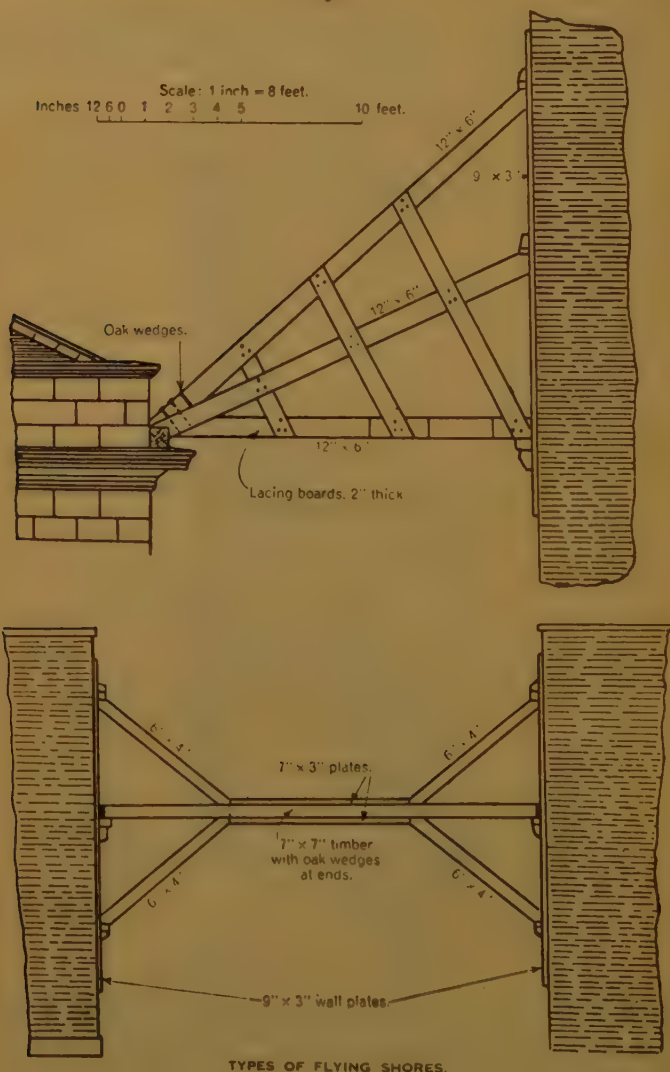 Scale: 1 inch = 8 feet.
Inches 12 6 0 1 2 3 4 5 10 feet.
12" × 6"
9" × 3"
12" × 6"
Oak wedges.
12" × 6"
Lacing boards. 2" thick
6" × 4"
6" × 4"
7" × 3" plates.
7" × 7" timber
with oak wedges
at ends.
6" × 4"
6" × 4"
9" × 3" wall plates.
TYPES OF FLYING SHORES.